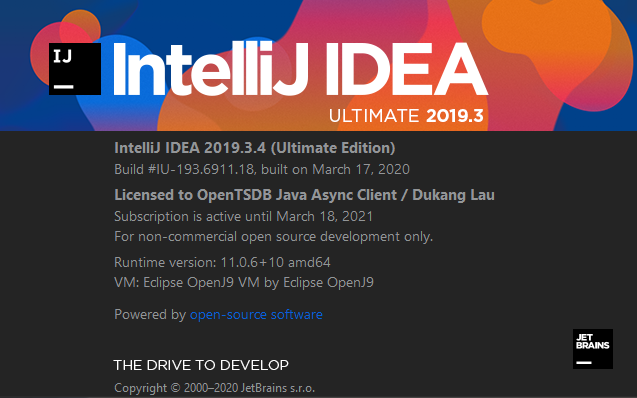 IJ
IntelliJ IDEA
ULTIMATE 2019.3
IntelliJ IDEA 2019.3.4 (Ultimate Edition)
Build #IU-193.6911.18, built on March 17, 2020
Licensed to OpenTSDB Java Async Client / Dukang Lau
Subscription is active until March 18, 2021
For non-commercial open source development only.
Runtime version: 11.0.6+10 amd64
VM: Eclipse OpenJ9 VM by Eclipse OpenJ9
Powered by open-source software
JET
BRAINS
THE DRIVE TO DEVELOP
Copyright © 2000–2020 JetBrains s.r.o.